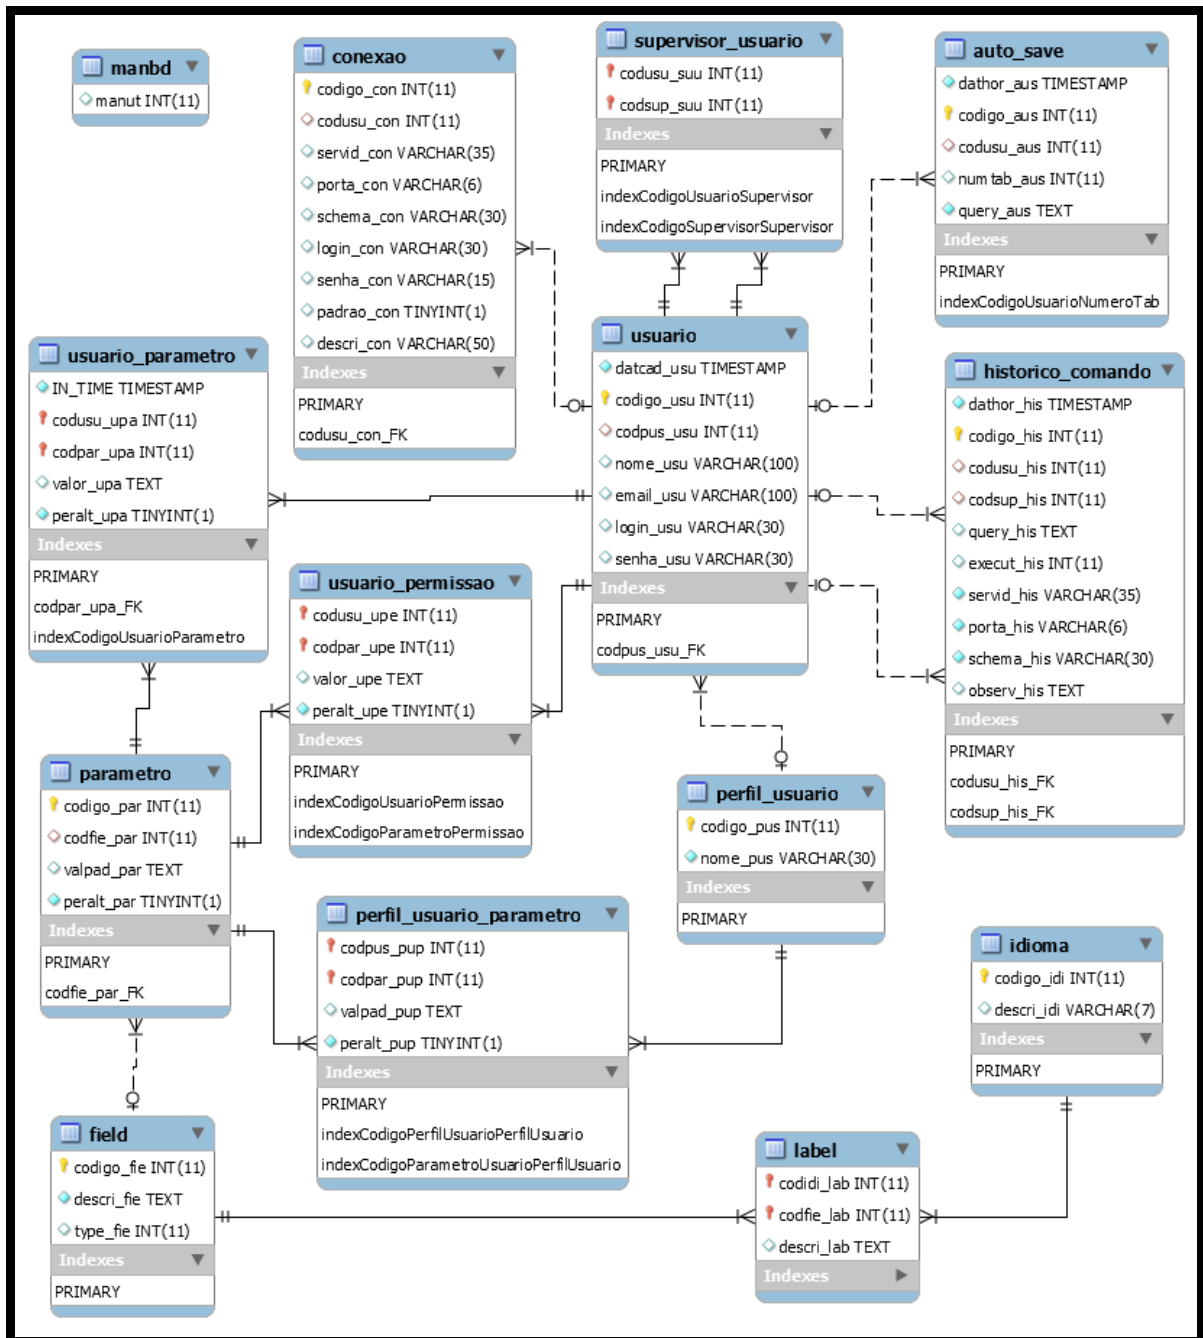 manbd
manut INT(11)
conexao
codigo_con INT(11)
codusu_con INT(11)
servid_con VARCHAR(35)
porta_con VARCHAR(6)
schema_con VARCHAR(30)
login_con VARCHAR(30)
senha_con VARCHAR(15)
padrao_con TINYINT(1)
descri_con VARCHAR(50)
Indexes
PRIMARY
codusu_con_FK
supervisor_usuario
codusu_suu INT(11)
codsup_suu INT(11)
Indexes
PRIMARY
indexCodigoUsuarioSupervisor
indexCodigoSupervisorSupervisor
auto_save
dathor_aus TIMESTAMP
codigo_aus INT(11)
codusu_aus INT(11)
numtab_aus INT(11)
query_aus TEXT
Indexes
PRIMARY
indexCodigoUsuarioNumeroTab
usuario_parametro
IN_TIME TIMESTAMP
codusu_upa INT(11)
codpar_upa INT(11)
valor_upa TEXT
peralt_upa TINYINT(1)
Indexes
PRIMARY
codpar_upa_FK
indexCodigoUsuarioParametro
usuario
datcad_usu TIMESTAMP
codigo_usu INT(11)
codpus_usu INT(11)
nome_usu VARCHAR(100)
email_usu VARCHAR(100)
login_usu VARCHAR(30)
senha_usu VARCHAR(30)
Indexes
PRIMARY
codpus_usu_FK
historico_comando
dathor_his TIMESTAMP
codigo_his INT(11)
codusu_his INT(11)
codsup_his INT(11)
query_his TEXT
execut_his INT(11)
servid_his VARCHAR(35)
porta_his VARCHAR(6)
schema_his VARCHAR(30)
observ_his TEXT
Indexes
PRIMARY
codusu_his_FK
codsup_his_FK
usuario_permissao
codusu_upe INT(11)
codpar_upe INT(11)
valor_upe TEXT
peralt_upe TINYINT(1)
Indexes
PRIMARY
indexCodigoUsuarioPermissao
indexCodigoParametroPermissao
parametro
codigo_par INT(11)
codfie_par INT(11)
valpad_par TEXT
peralt_par TINYINT(1)
Indexes
PRIMARY
codfie_par_FK
perfil_usuario
codigo_pus INT(11)
nome_pus VARCHAR(30)
Indexes
PRIMARY
perfil_usuario_parametro
codpus_pup INT(11)
codpar_pup INT(11)
valpad_pup TEXT
peralt_pup TINYINT(1)
Indexes
PRIMARY
indexCodigoPerfilUsuarioPerfilUsuario
indexCodigoParametroUsuarioPerfilUsuario
idioma
codigo_idi INT(11)
descri_idi VARCHAR(7)
Indexes
PRIMARY
field
codigo_fie INT(11)
descri_fie TEXT
type_fie INT(11)
Indexes
PRIMARY
label
codidi_lab INT(11)
codfie_lab INT(11)
descri_lab TEXT
Indexes